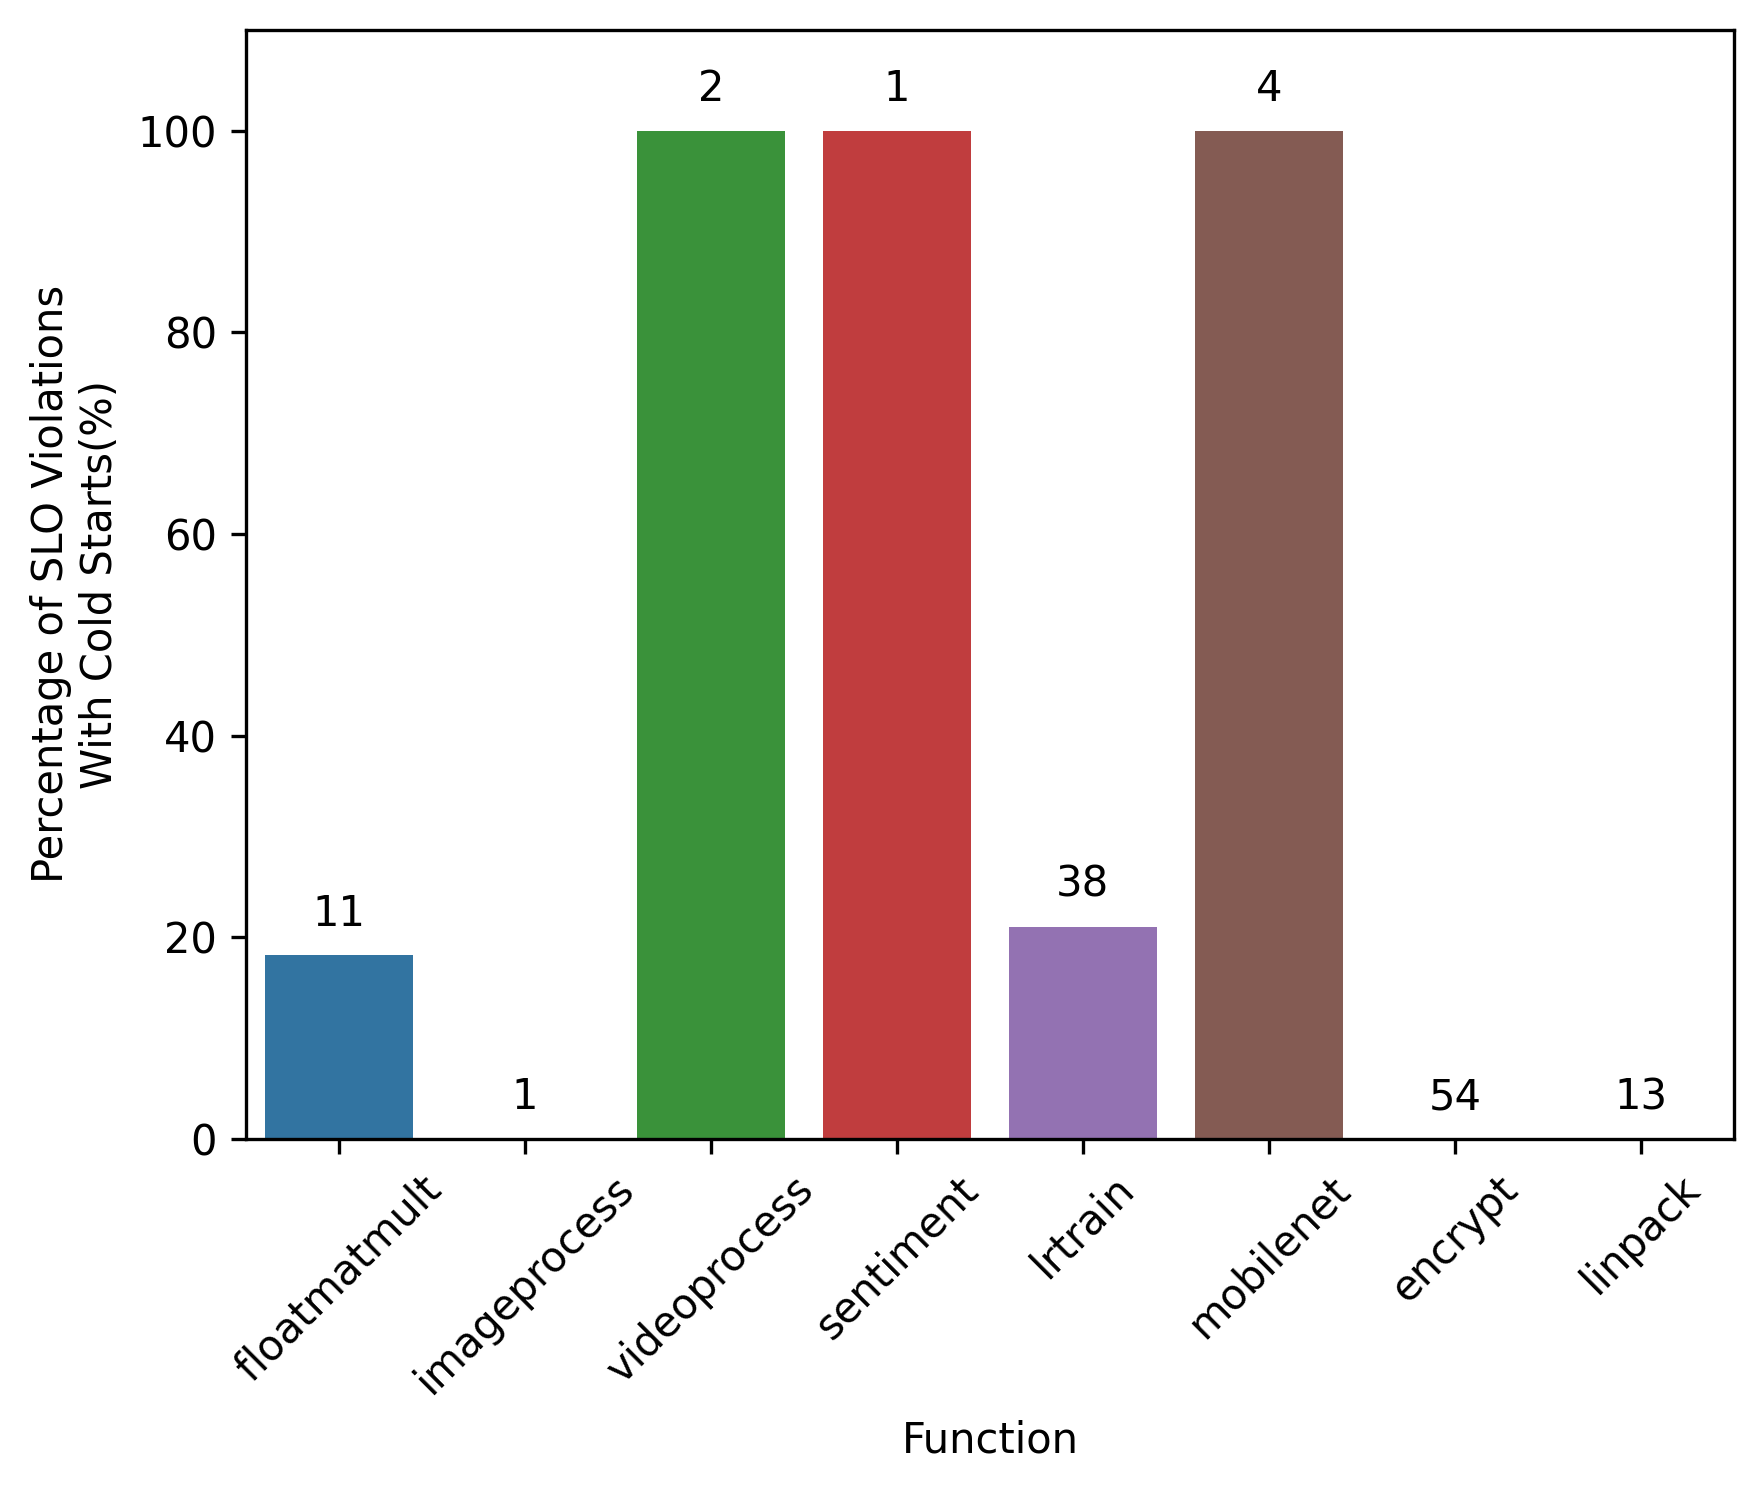 Percentage of SLO Violations
With Cold Starts(%)
100
80
60
40
20
0
11
1
2
1
38
4
54
13
floatmatmult
imageprocess
videoprocess
sentiment
lrtrain
mobilenet
encrypt
linpack
Function